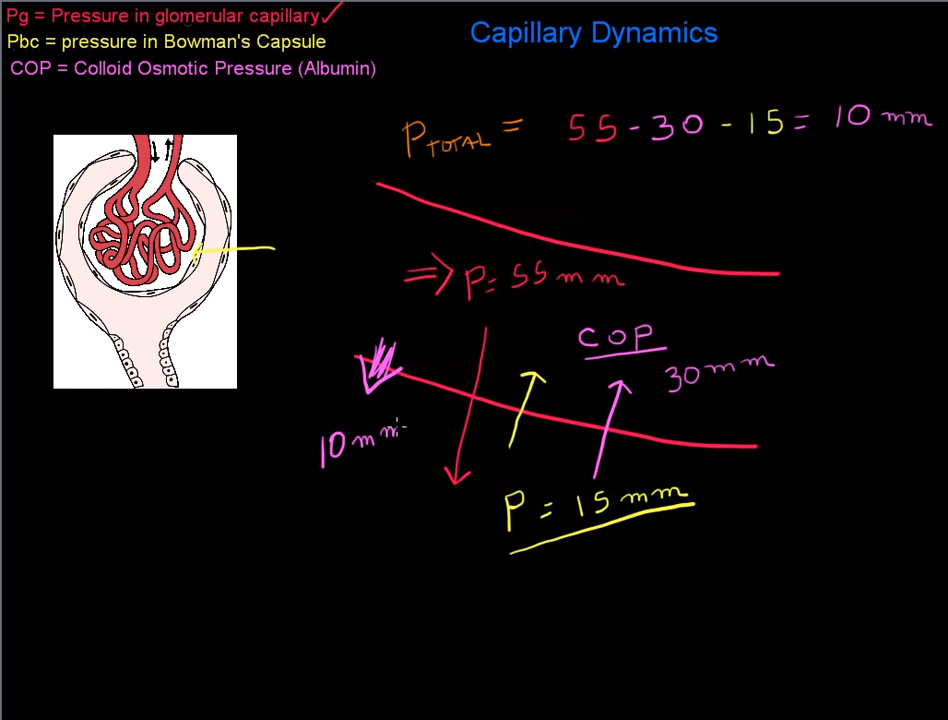 Pg = Pressure in glomerular capillary
Pbc = pressure in Bowman's Capsule
COP = Colloid Osmotic Pressure (Albumin)
Capillary Dynamics
PTOTAL = 55 - 30 - 15 = 10 mm
⇒ P = 55 mm
COP
30 mm
10 mm
P = 15 mm